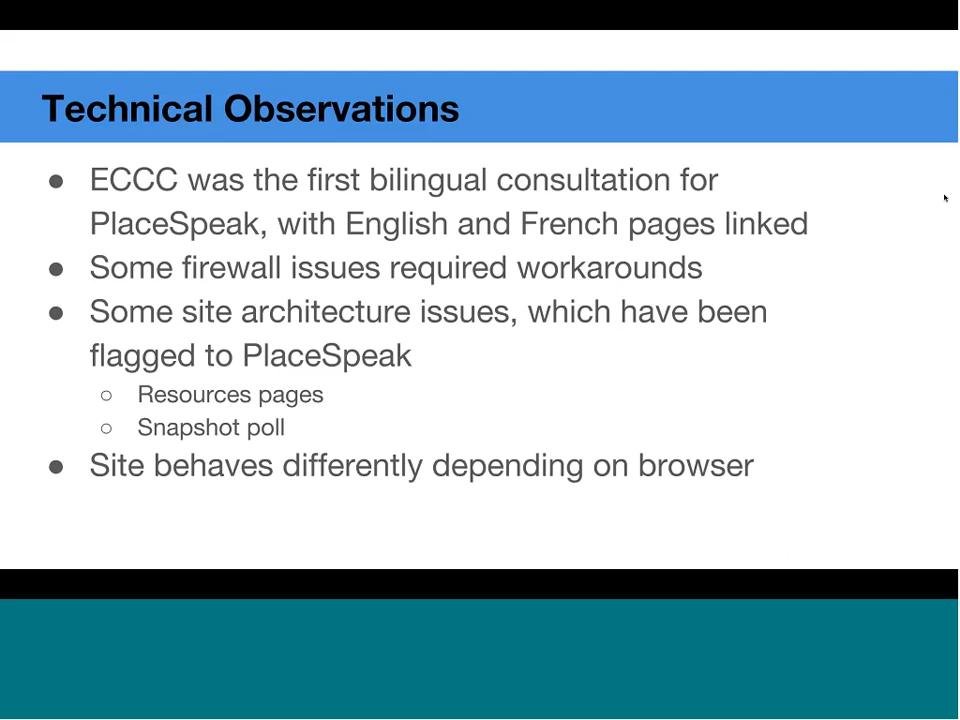 Technical Observations
● ECCC was the first bilingual consultation for
PlaceSpeak, with English and French pages linked
● Some firewall issues required workarounds
● Some site architecture issues, which have been
flagged to PlaceSpeak
○ Resources pages
○ Snapshot poll
● Site behaves differently depending on browser